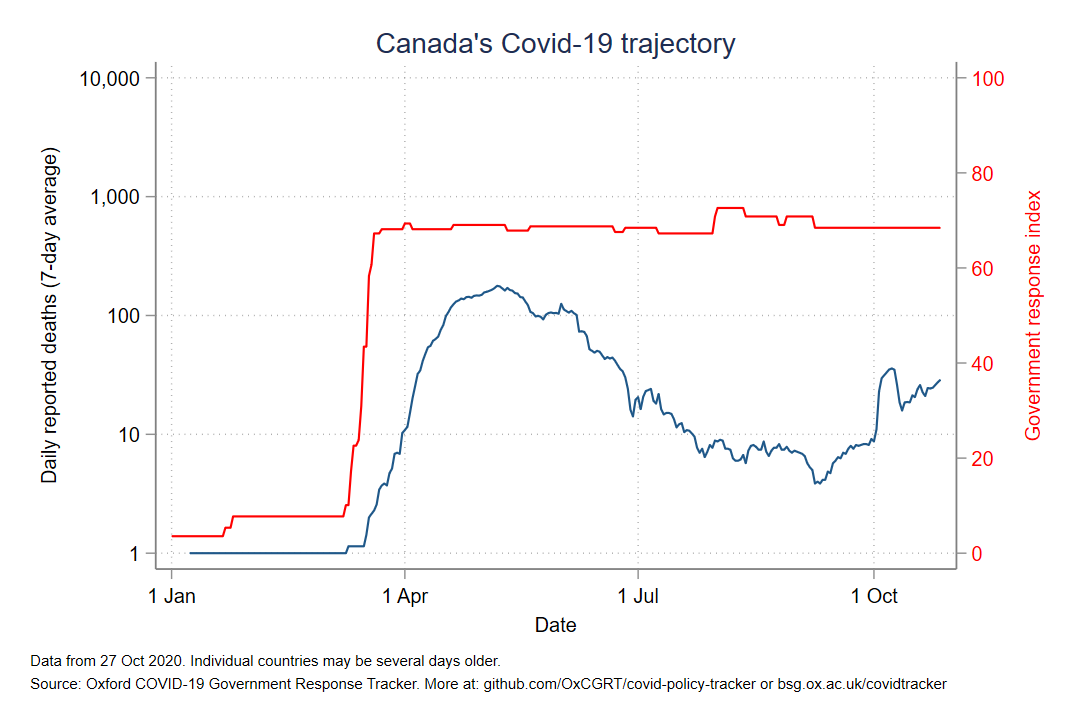 Canada's Covid-19 trajectory
10,000
1,000
100
10
1
Daily reported deaths (7-day average)
100
80
60
40
20
0
Government response index
1 Jan
1 Apr
1 Jul
1 Oct
Date
Data from 27 Oct 2020. Individual countries may be several days older.
Source: Oxford COVID-19 Government Response Tracker. More at: github.com/OxCGRT/covid-policy-tracker or bsg.ox.ac.uk/covidtracker